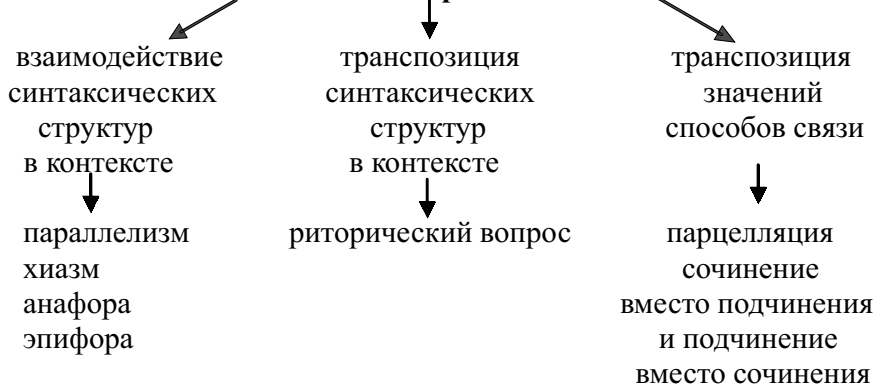 взаимодействие
синтаксических
структур
в контексте
транспозиция
синтаксических
структур
в контексте
транспозиция
значений
способов связи
параллелизм
хиазм
анафора
эпифора
риторический вопрос
парцелляция
сочинение
вместо подчинения
и подчинение
вместо сочинения